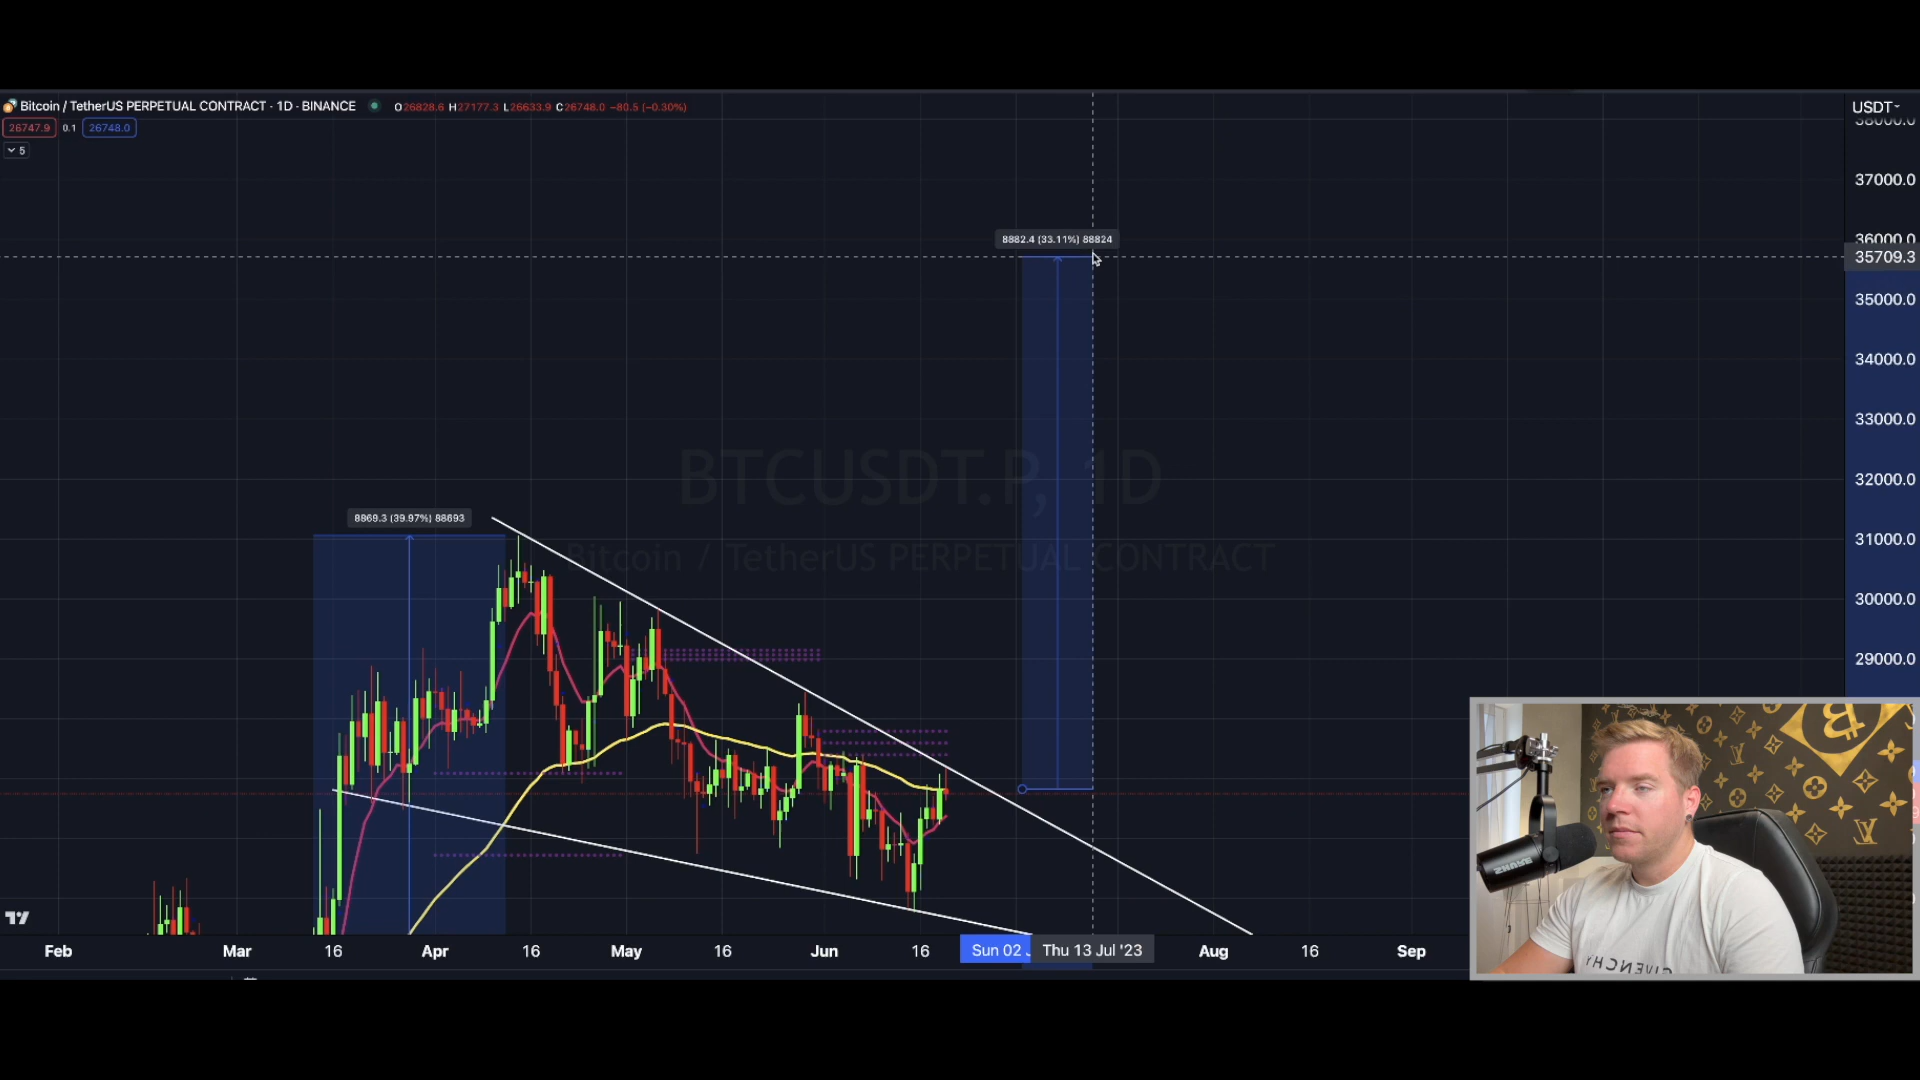 Bitcoin / TetherUS PERPETUAL CONTRACT · 1D · BINANCE O26828.6 H27177.3 L26633.9 C26748.0 −80.5 (−0.30%)
USDT
38000.0
26747.9 0.1 26748.0
5
37000.0
8882.4 (33.11%) 88824
36000.0
35709.3
35000.0
34000.0
33000.0
BTCUSDT.P, 1D
32000.0
8869.3 (39.97%) 88693
31000.0
Bitcoin / TetherUS PERPETUAL CONTRACT
30000.0
29000.0
SHURE
GIVENCHY
Feb Mar 16 Apr 16 May 16 Jun 16 Sun 02 Thu 13 Jul '23 Aug 16 Sep